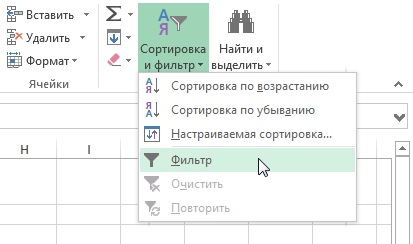 Вставить
Удалить
Формат
Ячейки
Σ
А
Я
Сортировка
и фильтр
Найти и
выделить
А
Я
Сортировка по возрастанию
Я
А
Сортировка по убыванию
Настраиваемая сортировка...
Фильтр
Очистить
Повторить
H
I